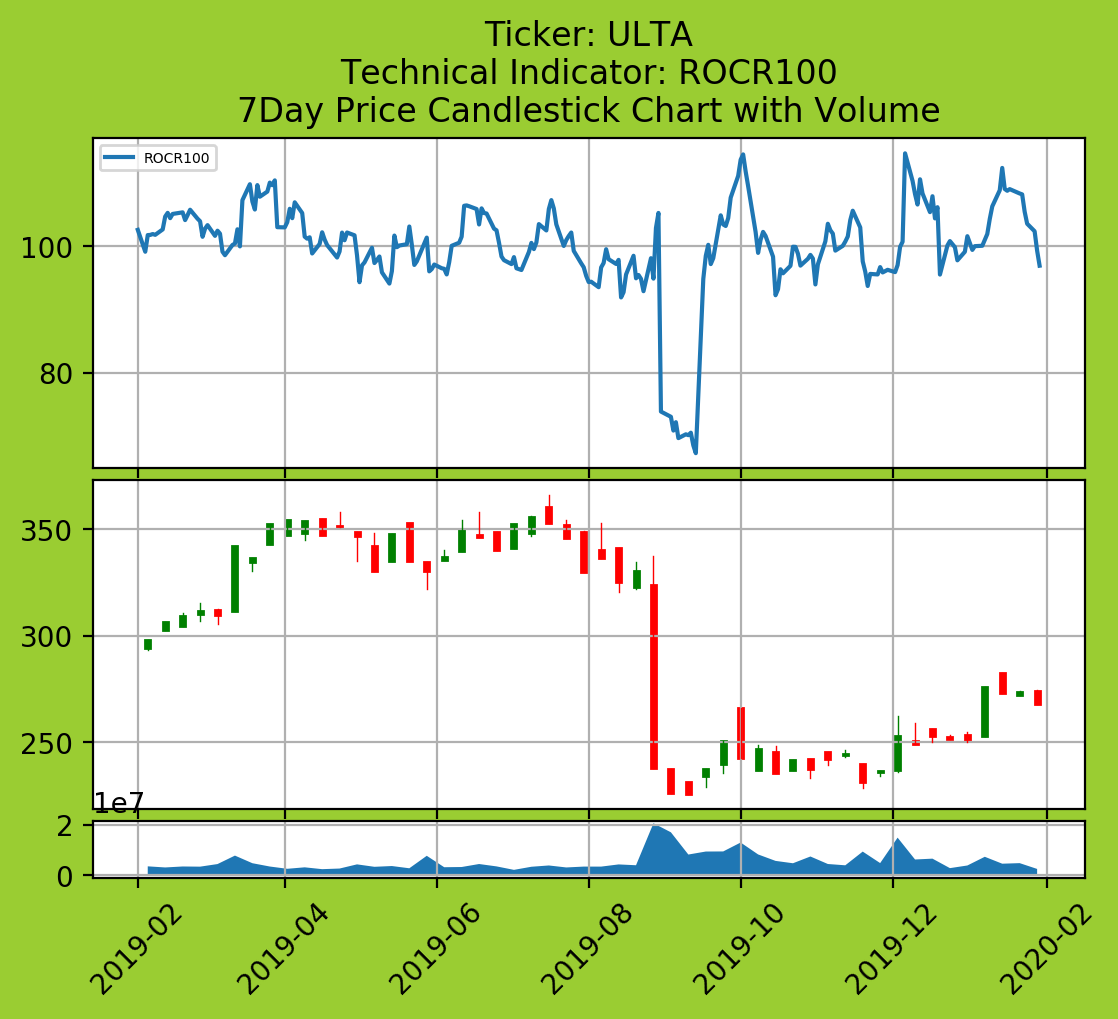 Ticker: ULTA
Technical Indicator: ROCR100
7Day Price Candlestick Chart with Volume
ROCR100
100
80
350
300
250
1e7
2
0
2019-02
2019-04
2019-06
2019-08
2019-10
2019-12
2020-02